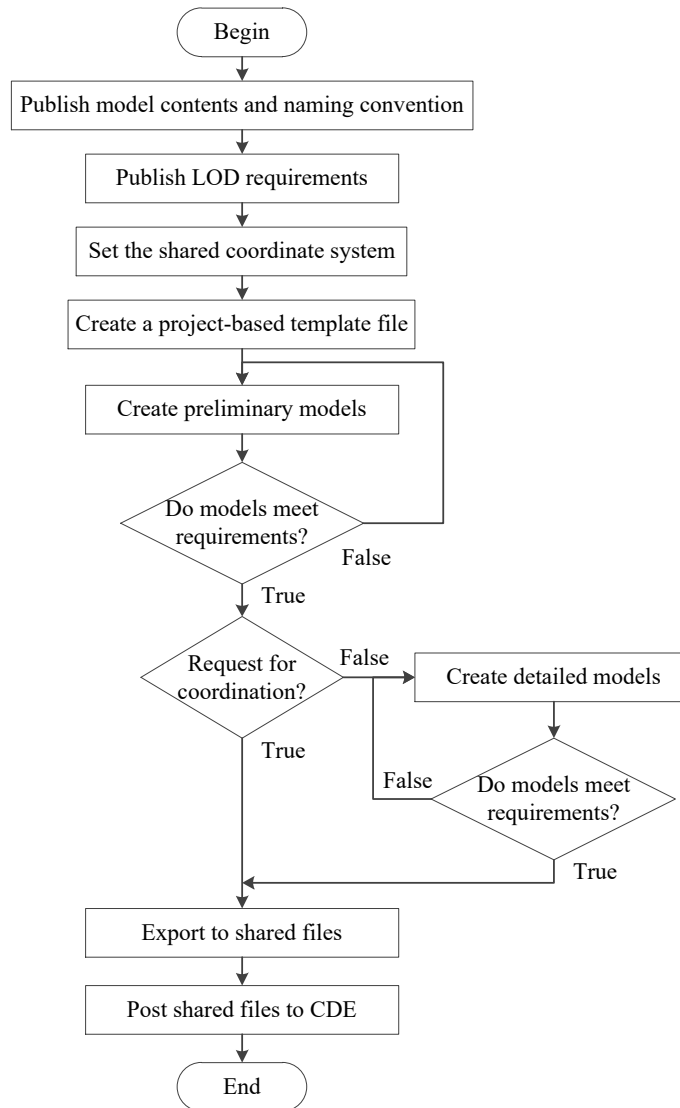 Begin
Publish model contents and naming convention
Publish LOD requirements
Set the shared coordinate system
Create a project-based template file
Create preliminary models
Do models meet
requirements?
False
True
Request for
coordination?
False
True
Create detailed models
Do models meet
requirements?
False
True
Export to shared files
Post shared files to CDE
End